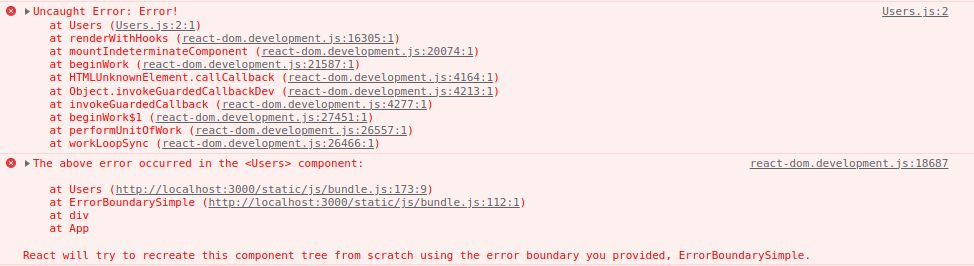 Uncaught Error: Error! Users.js:2
at Users (Users.js:2:1)
at renderWithHooks (react-dom.development.js:16305:1)
at mountIndeterminateComponent (react-dom.development.js:20074:1)
at beginWork (react-dom.development.js:21587:1)
at HTMLUnknownElement.callCallback (react-dom.development.js:4164:1)
at Object.invokeGuardedCallbackDev (react-dom.development.js:4213:1)
at invokeGuardedCallback (react-dom.development.js:4277:1)
at beginWork$1 (react-dom.development.js:27451:1)
at performUnitOfWork (react-dom.development.js:26557:1)
at workLoopSync (react-dom.development.js:26466:1)
The above error occurred in the <Users> component: react-dom.development.js:18687
at Users (http://localhost:3000/static/js/bundle.js:173:9)
at ErrorBoundarySimple (http://localhost:3000/static/js/bundle.js:112:1)
at div
at App
React will try to recreate this component tree from scratch using the error boundary you provided, ErrorBoundarySimple.